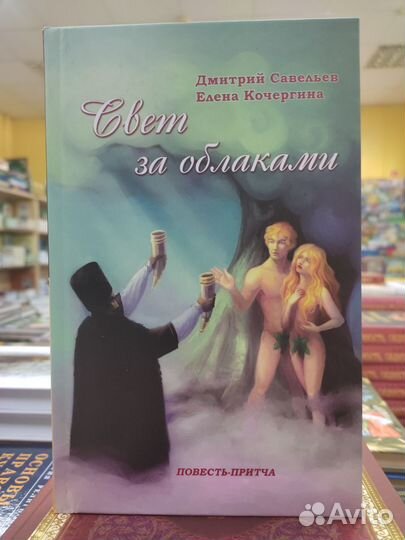 Дмитрий Савельев
Елена Кочергина
Свет
за облаками
ПОВЕСТЬ-ПРИТЧА
Avito